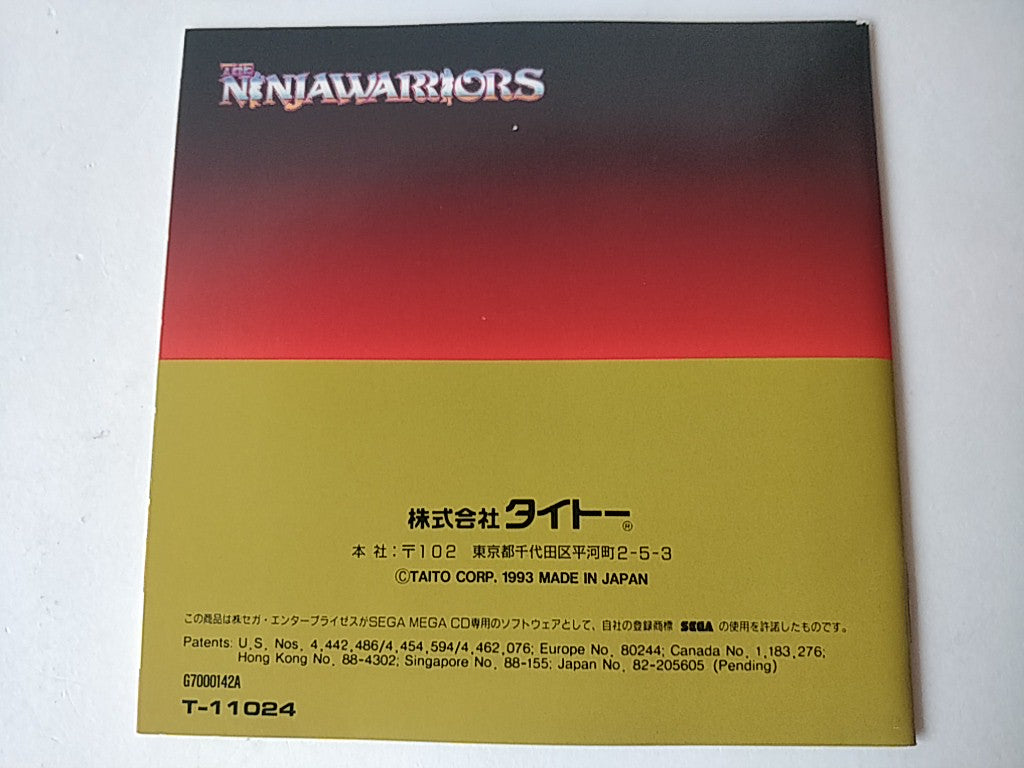 THE
NINJAWARRIORS
株式会社 タイトー®
本 社：〒102 東京都千代田区平河町2-5-3
©TAITO CORP. 1993 MADE IN JAPAN
この商品は㈱セガ・エンタープライゼスがSEGA MEGA CD専用のソフトウェアとして、自社の登録商標 SEGA の使用を許諾したものです。
Patents: U.S. Nos. 4,442,486/4,454,594/4,462,076; Europe No. 80244; Canada No. 1,183,276;
Hong Kong No. 88-4302; Singapore No. 88-155; Japan No. 82-205605 (Pending)
G7000142A
T-11024